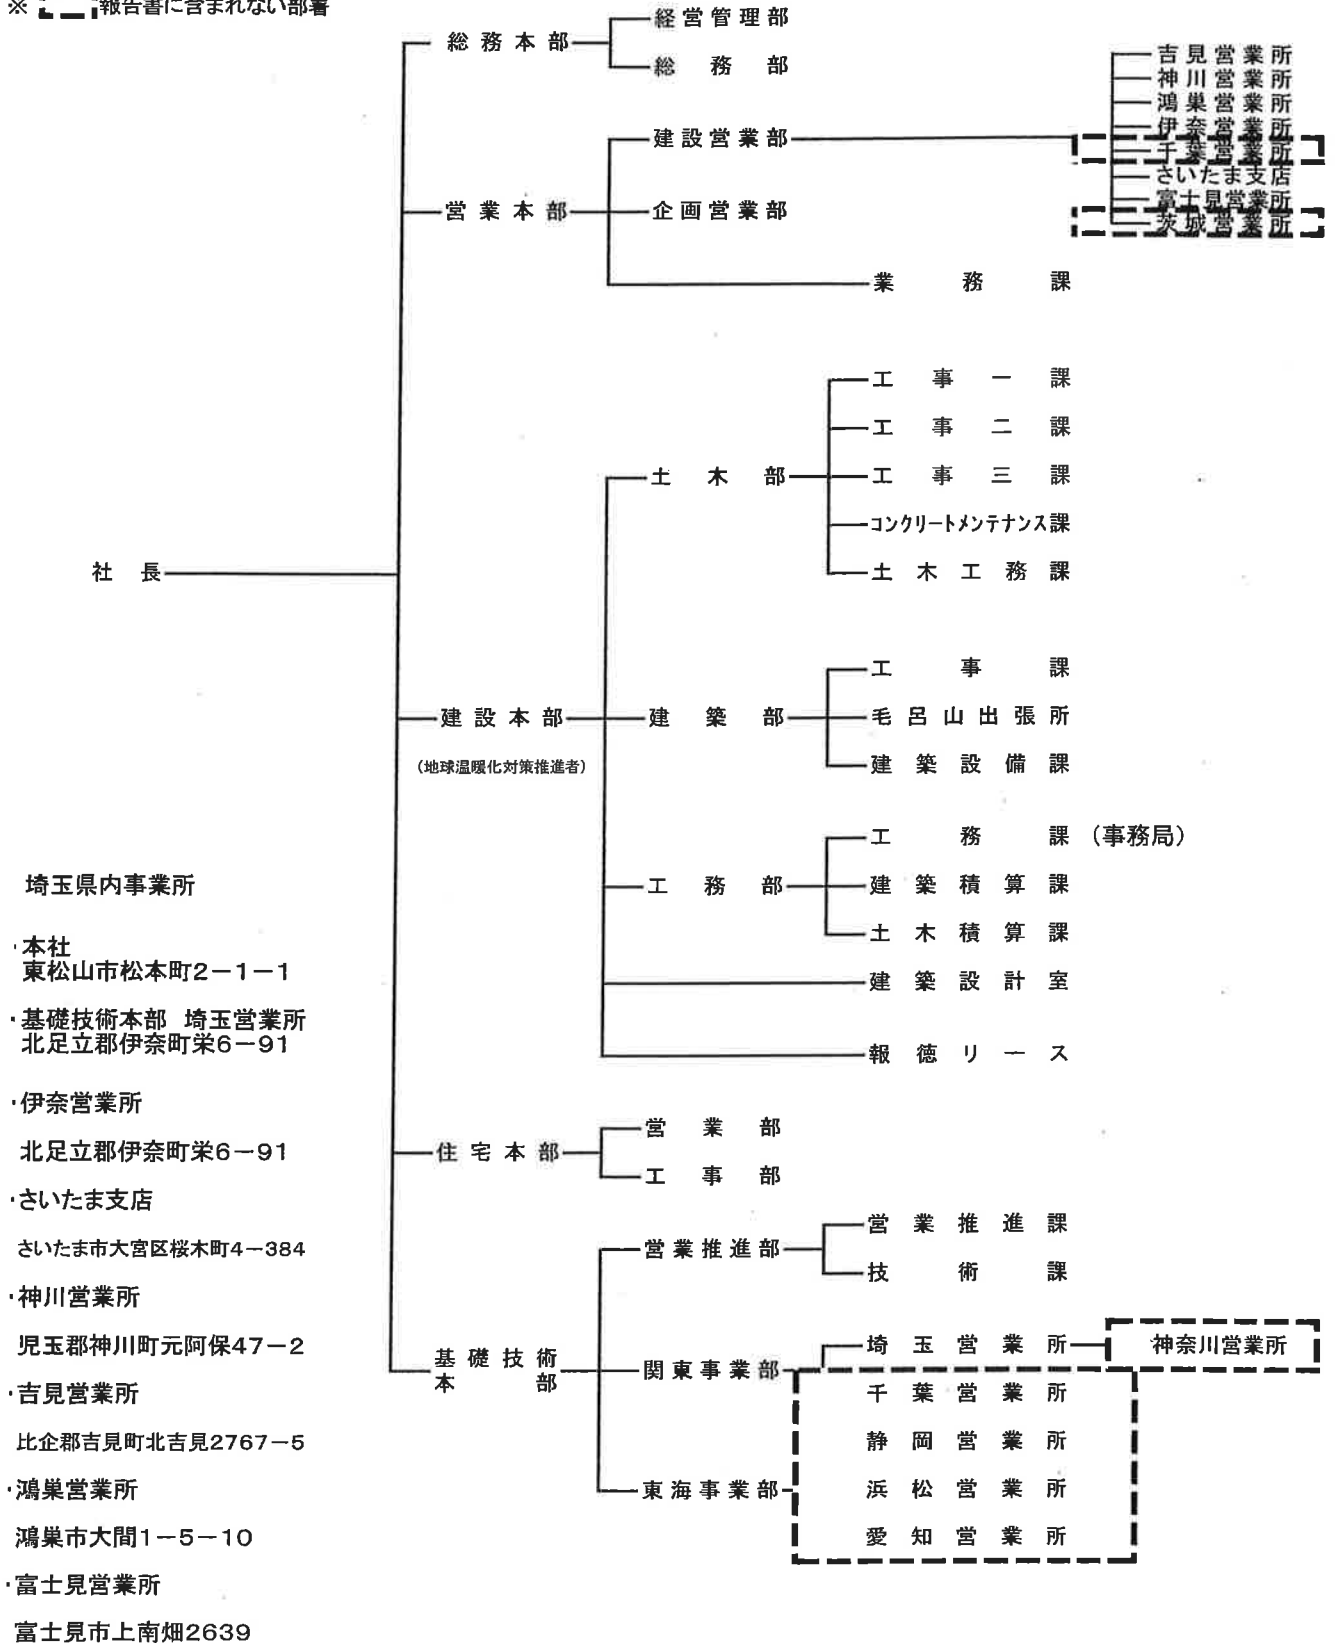 ※ 報告書に含まれない部署
総務本部
経営管理部
総務部
営業本部
建設営業部
吉見営業所
神川営業所
鴻巣営業所
伊奈営業所
千葉営業所
さいたま支店
富士見営業所
茨城営業所
企画営業部
業務課
社長
建設本部
(地球温暖化対策推進者)
土木部
工事一課
工事二課
工事三課
コンクリートメンテナンス課
土木工務課
建築部
工事課
毛呂山出張所
建築設備課
工務部
工務課 (事務局)
建築積算課
土木積算課
建築設計室
報徳リース
住宅本部
営業部
工事部
基礎技術
本部
営業推進部
営業推進課
技術課
関東事業部
埼玉営業所
神奈川営業所
千葉営業所
静岡営業所
東海事業部
浜松営業所
愛知営業所
埼玉県内事業所
・本社
東松山市松本町2-1-1
・基礎技術本部 埼玉営業所
北足立郡伊奈町栄6-91
・伊奈営業所
北足立郡伊奈町栄6-91
・さいたま支店
さいたま市大宮区桜木町4-384
・神川営業所
児玉郡神川町元阿保47-2
・吉見営業所
比企郡吉見町北吉見2767-5
・鴻巣営業所
鴻巣市大間1-5-10
・富士見営業所
富士見市上南畑2639